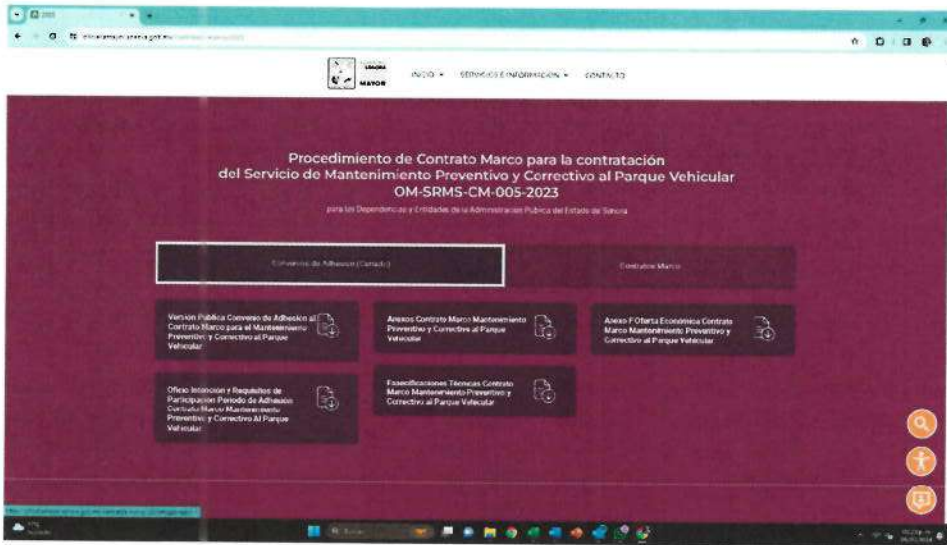 2023
SONORA
MAYOR
INICIO
SERVICIOS E INFORMACIÓN
CONTACTO
Procedimiento de Contrato Marco para la contratación
del Servicio de Mantenimiento Preventivo y Correctivo al Parque Vehicular
OM-SRMS-CM-005-2023
para las Dependencias y Entidades de la Administración Pública del Estado de Sonora
Convenios de Adhesión (Cerrado)
Contratos Marco
Versión Pública Convenio de Adhesión al
Contrato Marco para el Mantenimiento
Preventivo y Correctivo al Parque
Vehicular
Anexos Contrato Marco Mantenimiento
Preventivo y Correctivo al Parque
Vehicular
Anexo F Oferta Económica Contrato
Marco Mantenimiento Preventivo y
Correctivo al Parque Vehicular
Oficio Intención y Requisitos de
Participación Periodo de Adhesión
Contrato Marco Mantenimiento
Preventivo y Correctivo Al Parque
Vehicular
Especificaciones Técnicas Contrato
Marco Mantenimiento Preventivo y
Correctivo al Parque Vehicular
Buscar